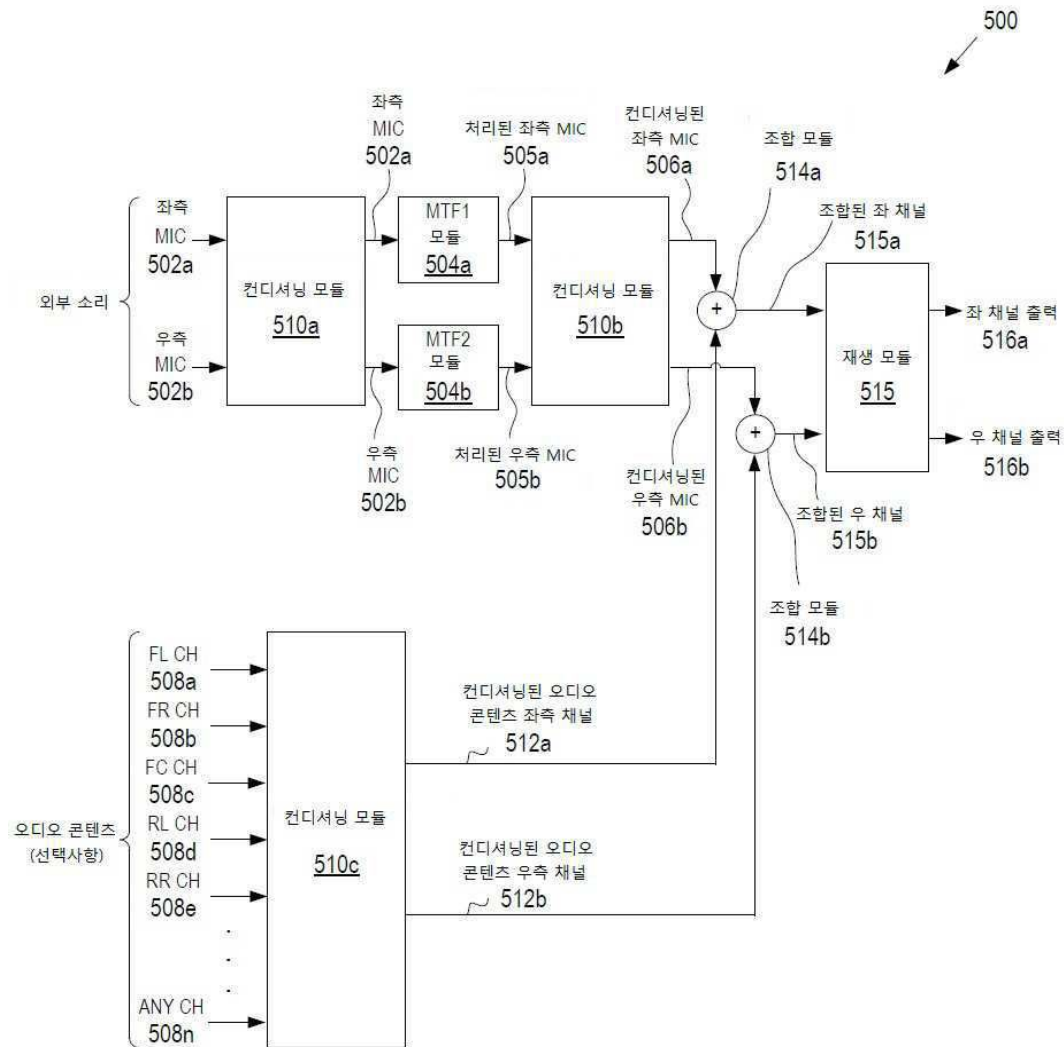 500
좌측
MIC
502a
처리된 좌측 MIC
505a
컨디셔닝된
좌측 MIC
506a
조합 모듈
514a
조합된 좌 채널
515a
외부 소리
좌측
MIC
502a
우측
MIC
502b
컨디셔닝 모듈
510a
MTF1
모듈
504a
MTF2
모듈
504b
컨디셔닝 모듈
510b
+
+
재생 모듈
515
좌 채널 출력
516a
우 채널 출력
516b
우측
MIC
502b
처리된 우측 MIC
505b
컨디셔닝된
우측 MIC
506b
조합된 우 채널
515b
조합 모듈
514b
오디오 콘텐츠
(선택사항)
FL CH
508a
FR CH
508b
FC CH
508c
RL CH
508d
RR CH
508e
.
.
.
ANY CH
508n
컨디셔닝 모듈
510c
컨디셔닝된 오디오
콘텐츠 좌측 채널
512a
컨디셔닝된 오디오
콘텐츠 우측 채널
512b